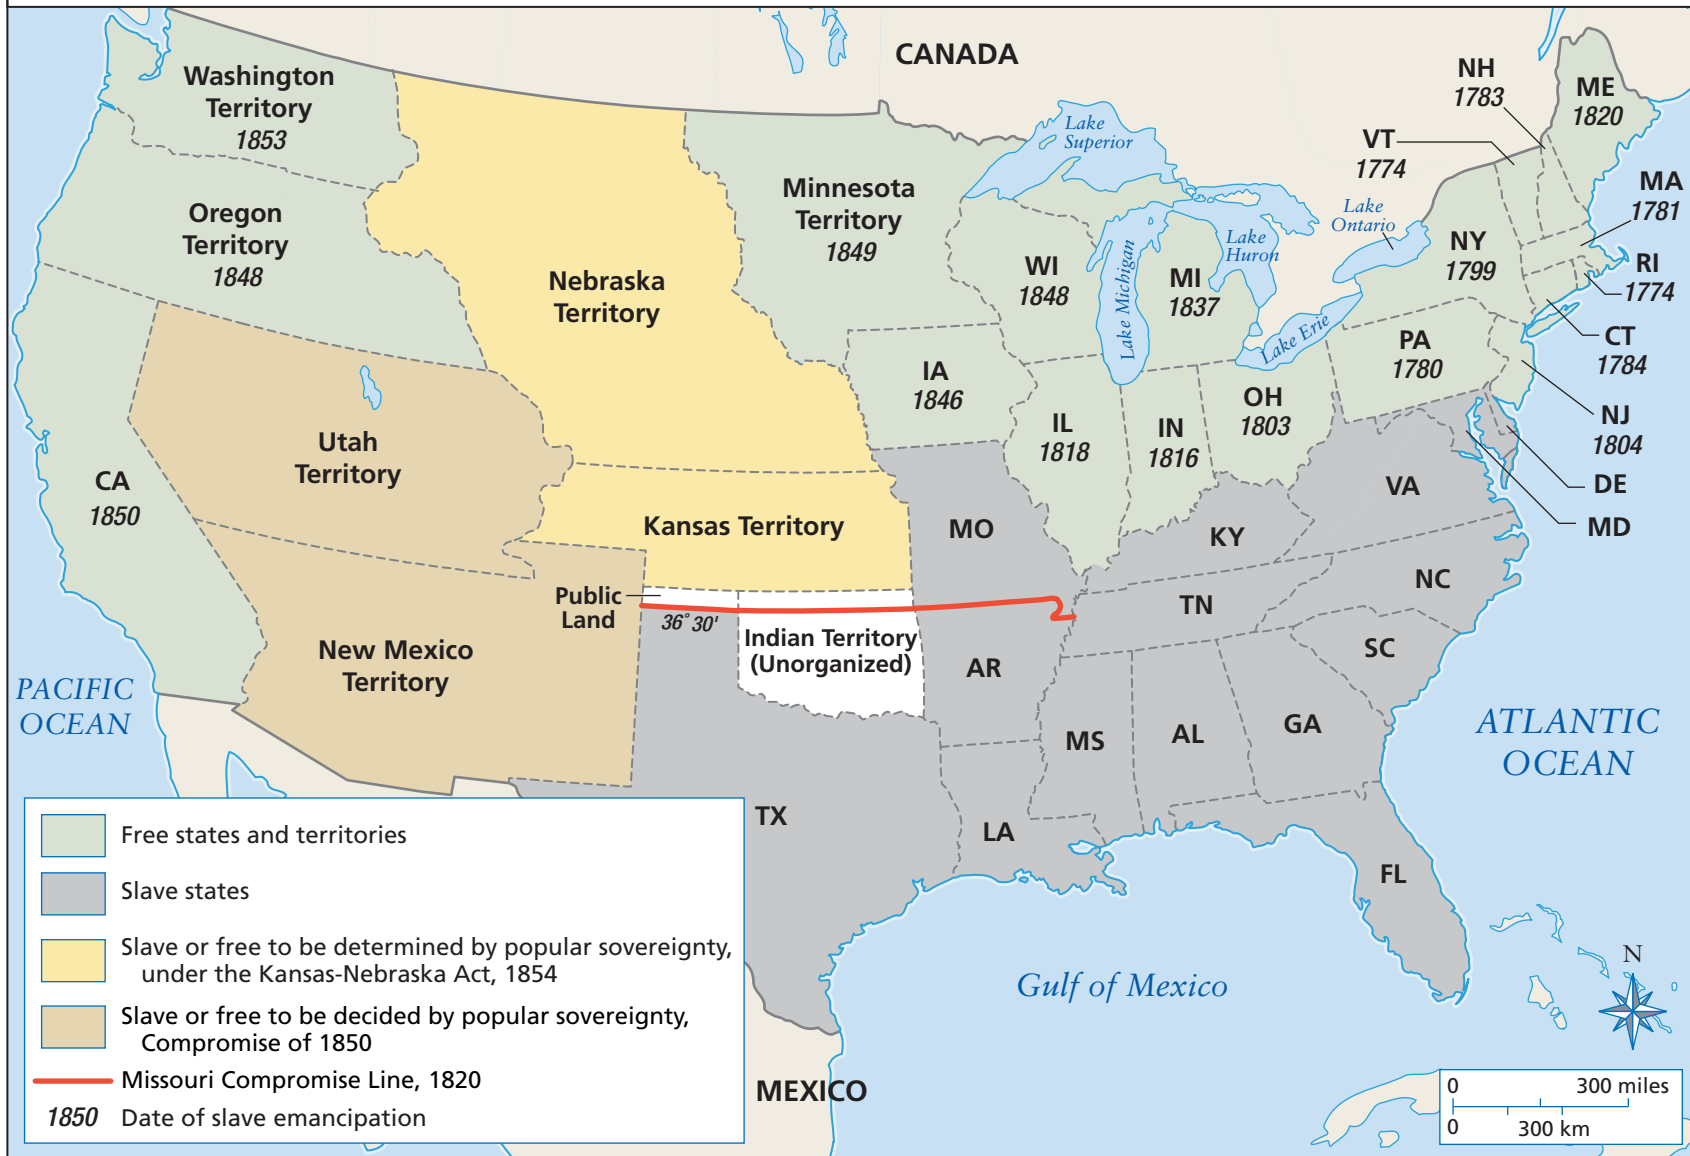 CANADA
Washington
Territory
1853
Oregon
Territory
1848
Nebraska
Territory
Minnesota
Territory
1849
Lake
Superior
Lake Michigan
Lake
Huron
Lake
Ontario
Lake Erie
NH
1783
VT
1774
ME
1820
MA
1781
RI
1774
CT
1784
NJ
1804
DE
MD
NY
1799
PA
1780
WI
1848
MI
1837
IA
1846
IL
1818
IN
1816
OH
1803
CA
1850
Utah
Territory
Kansas Territory
New Mexico
Territory
Public
Land
36° 30'
Indian Territory
(Unorganized)
MO
KY
VA
NC
TN
SC
AR
MS
AL
GA
TX
LA
FL
PACIFIC
OCEAN
ATLANTIC
OCEAN
Gulf of Mexico
MEXICO
Free states and territories
Slave states
Slave or free to be determined by popular sovereignty,
under the Kansas-Nebraska Act, 1854
Slave or free to be decided by popular sovereignty,
Compromise of 1850
Missouri Compromise Line, 1820
1850 Date of slave emancipation
N
0 300 miles
0 300 km